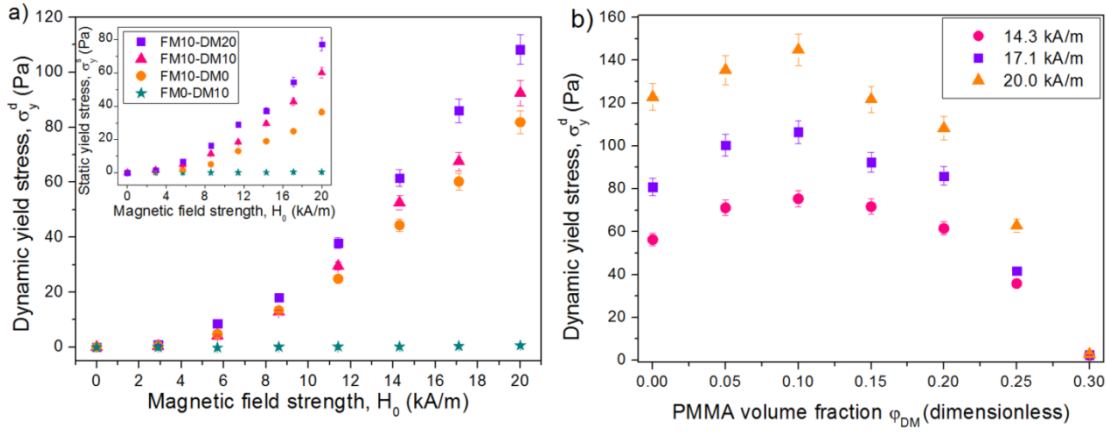 a)
Dynamic yield stress, σ_y^d (Pa)
120
100
80
60
40
20
0
0 2 4 6 8 10 12 14 16 18 20
Magnetic field strength, H₀ (kA/m)
Static yield stress, σ_y^s (Pa)
80
60
40
20
0
0 4 8 12 16 20
Magnetic field strength, H₀ (kA/m)
FM10-DM20
FM10-DM10
FM10-DM0
FM0-DM10
b)
Dynamic yield stress, σ_y^d (Pa)
160
140
120
100
80
60
40
20
0
0.00 0.05 0.10 0.15 0.20 0.25 0.30
PMMA volume fraction φ_DM (dimensionless)
14.3 kA/m
17.1 kA/m
20.0 kA/m